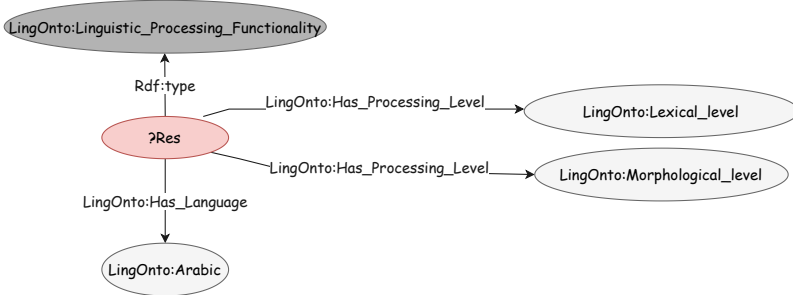 LingOnto:Linguistic_Processing_Functionality
Rdf:type
LingOnto:Has_Processing_Level
LingOnto:Lexical_level
?Res
LingOnto:Has_Processing_Level
LingOnto:Morphological_level
LingOnto:Has_Language
LingOnto:Arabic